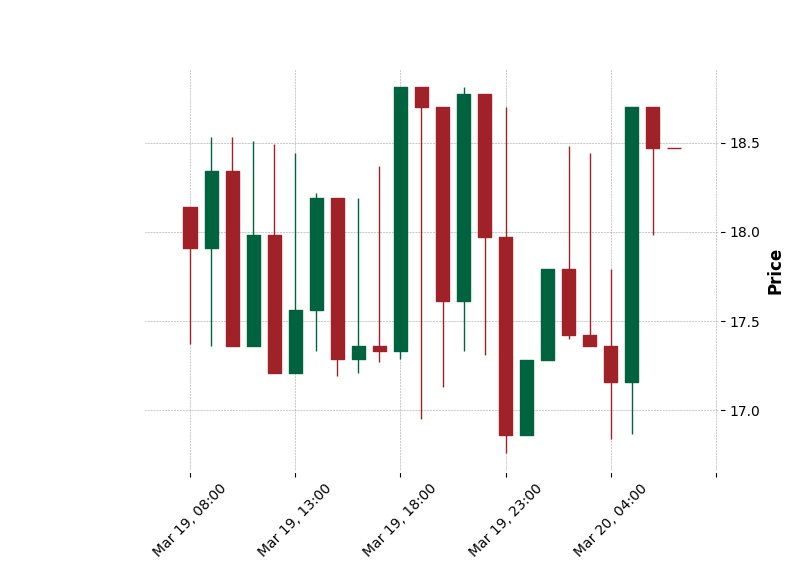 18.5
18.0
17.5
17.0
Price
Mar 19, 08:00
Mar 19, 13:00
Mar 19, 18:00
Mar 19, 23:00
Mar 20, 04:00